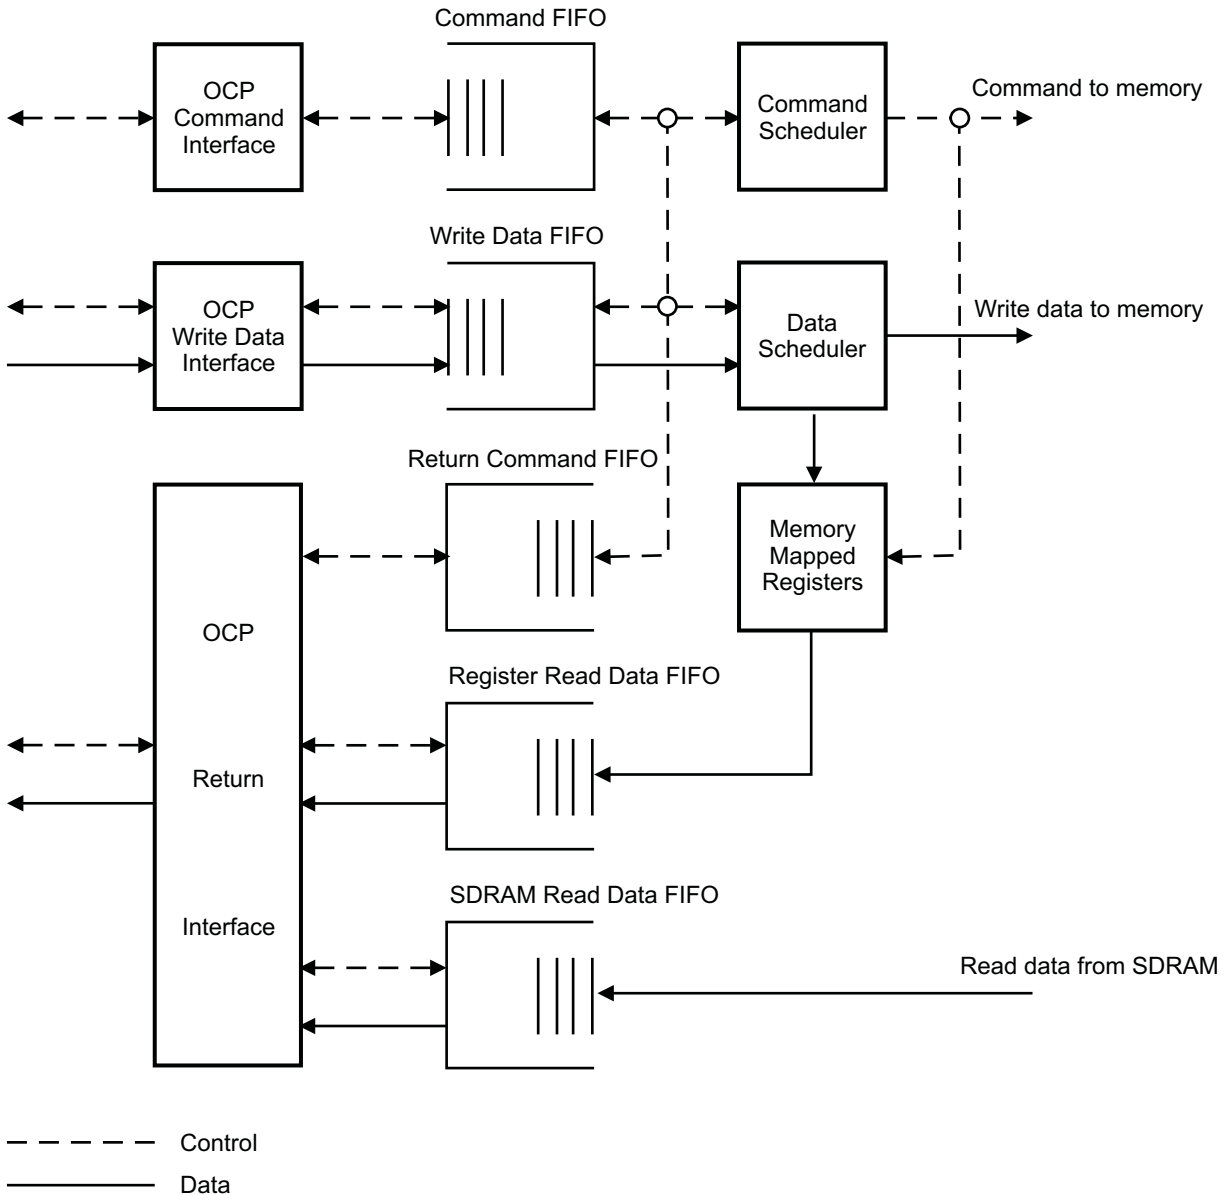 Command FIFO
OCP
Command
Interface
Command
Scheduler
Command to memory
Write Data FIFO
OCP
Write Data
Interface
Data
Scheduler
Write data to memory
Return Command FIFO
Memory
Mapped
Registers
OCP
Return
Interface
Register Read Data FIFO
SDRAM Read Data FIFO
Read data from SDRAM
Control
Data